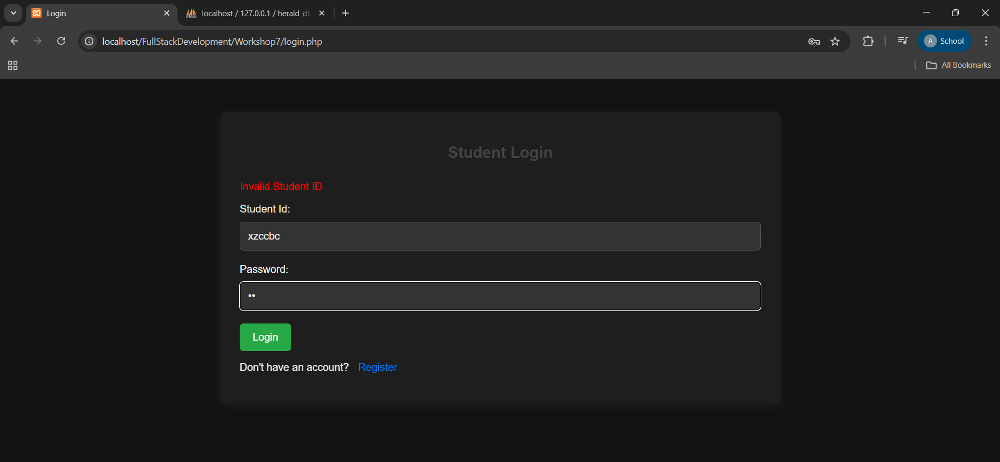 Login
localhost / 127.0.0.1 / herald_db
localhost/FullStackDevelopment/Workshop7/login.php
A School
All Bookmarks
Student Login
Invalid Student ID.
Student Id:
xzccbc
Password:
••
Login
Don't have an account? Register